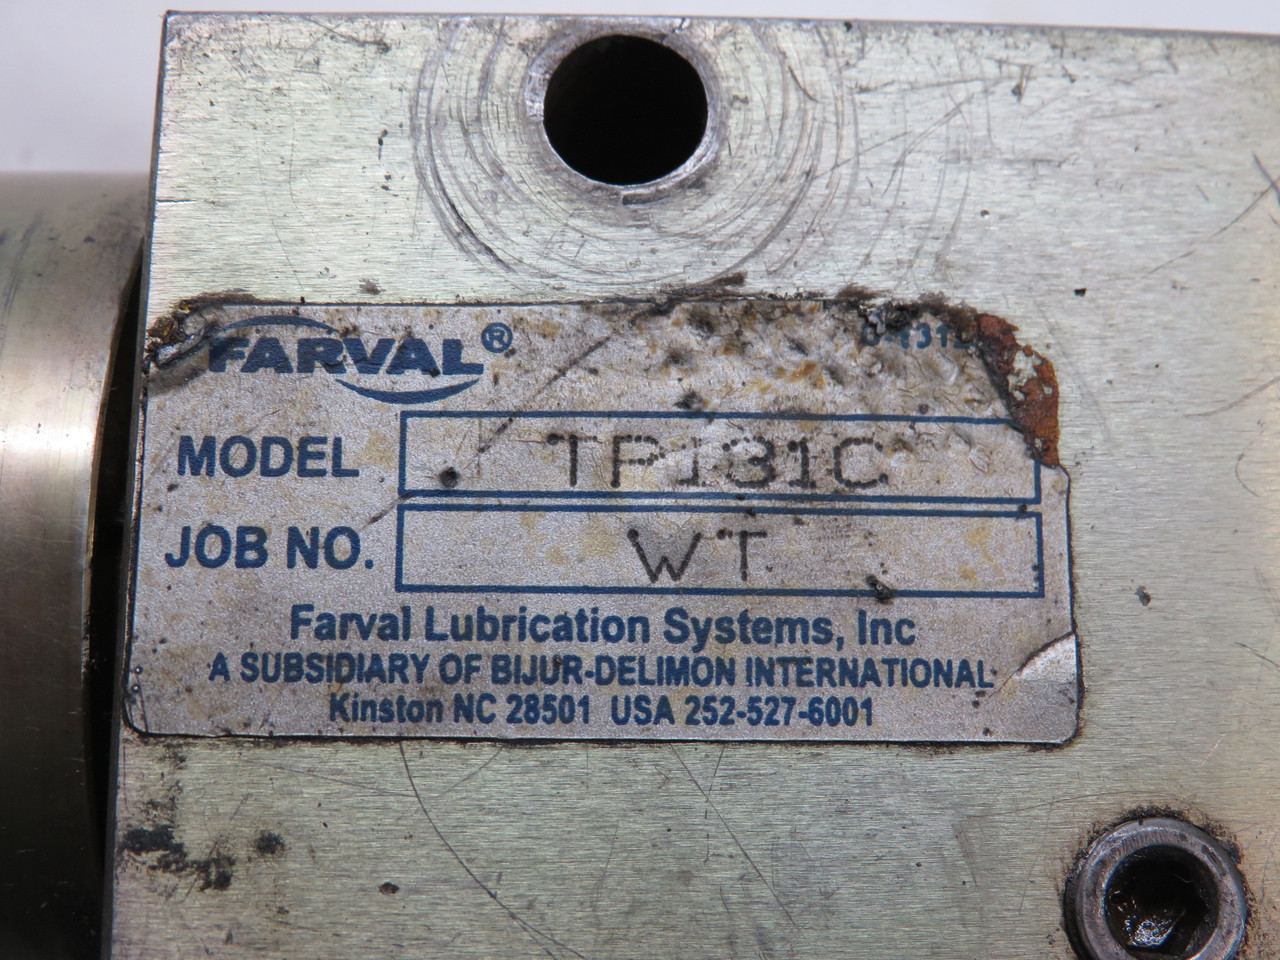 FARVAL®
MODEL TP131C
JOB NO. WT
Farval Lubrication Systems, Inc
A SUBSIDIARY OF BIJUR-DELIMON INTERNATIONAL
Kinston NC 28501 USA 252-527-6001